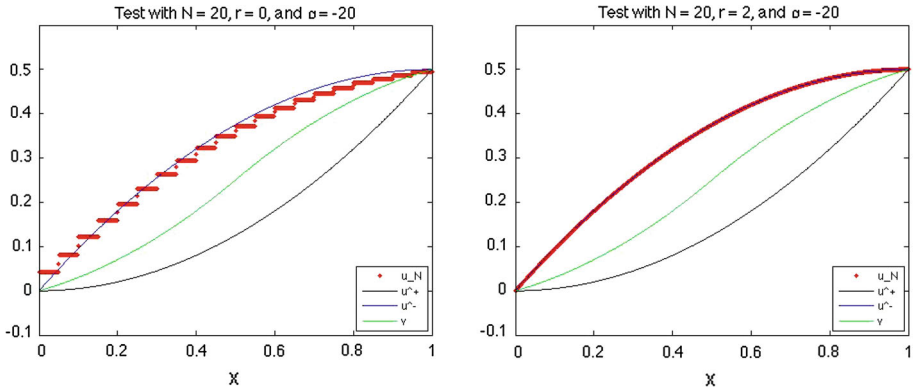 Test with N = 20, r = 0, and ø = -20
0.5
0.4
0.3
0.2
0.1
0
-0.1
0
0.2
0.4
0.6
0.8
1
X
u_N
u^+
u^-
v
Test with N = 20, r = 2, and ø = -20
0.5
0.4
0.3
0.2
0.1
0
-0.1
0
0.2
0.4
0.6
0.8
1
X
u_N
u^+
u^-
v